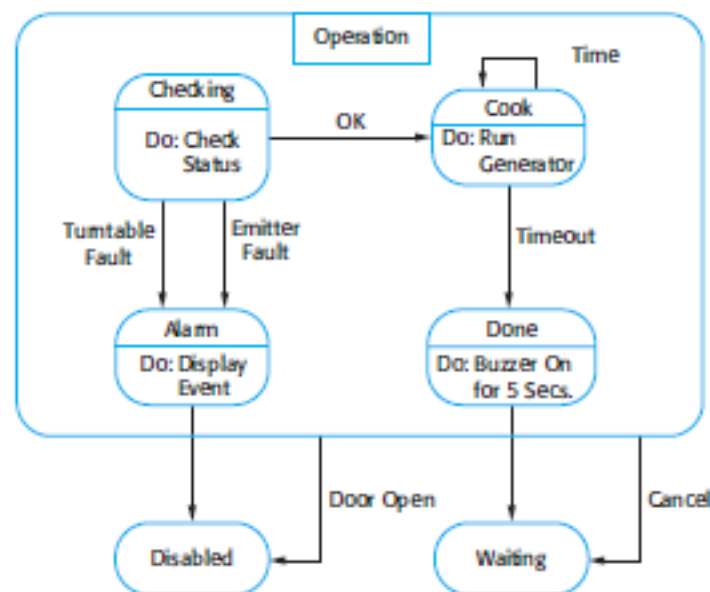 Operation
Time
Checking
Do: Check
Status
OK
Cook
Do: Run
Generator
Turntable
Fault
Emitter
Fault
Timeout
Alarm
Do: Display
Event
Done
Do: Buzzer On
for 5 Secs.
Door Open
Cancel
Disabled
Waiting